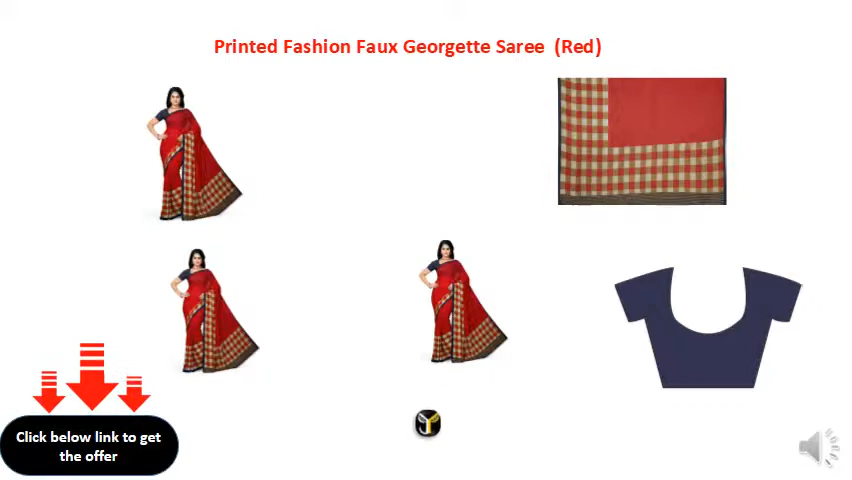 Printed Fashion Faux Georgette Saree (Red)
Click below link to get
the offer